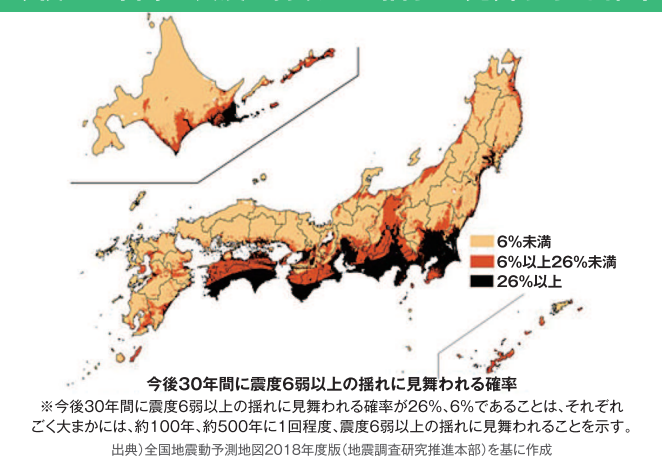 6%未満
6%以上26%未満
26%以上
今後30年間に震度6弱以上の揺れに見舞われる確率
※今後30年間に震度6弱以上の揺れに見舞われる確率が26%、6%であることは、それぞれ
ごく大まかには、約100年、約500年に1回程度、震度6弱以上の揺れに見舞われることを示す。
出典）全国地震動予測地図2018年度版（地震調査研究推進本部）を基に作成